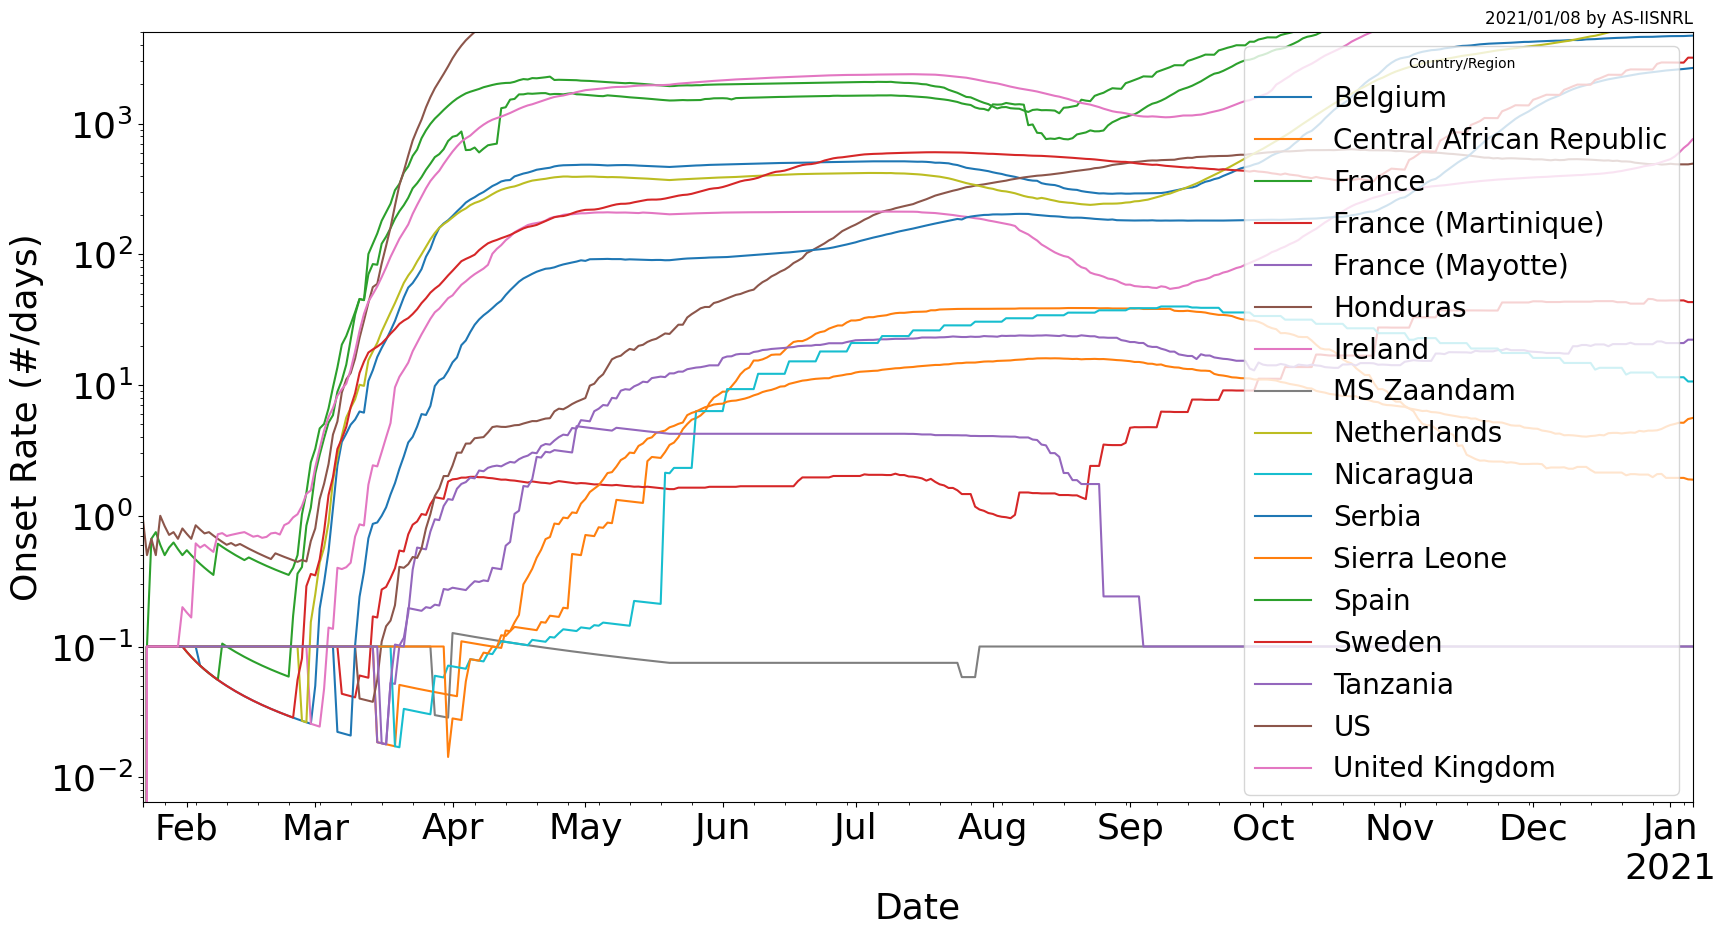 2021/01/08 by AS-IISNRL
Onset Rate (#/days)
10^3
10^2
10^1
10^0
10^−1
10^−2
Country/Region
Belgium
Central African Republic
France
France (Martinique)
France (Mayotte)
Honduras
Ireland
MS Zaandam
Netherlands
Nicaragua
Serbia
Sierra Leone
Spain
Sweden
Tanzania
US
United Kingdom
Feb Mar Apr May Jun Jul Aug Sep Oct Nov Dec Jan
2021
Date